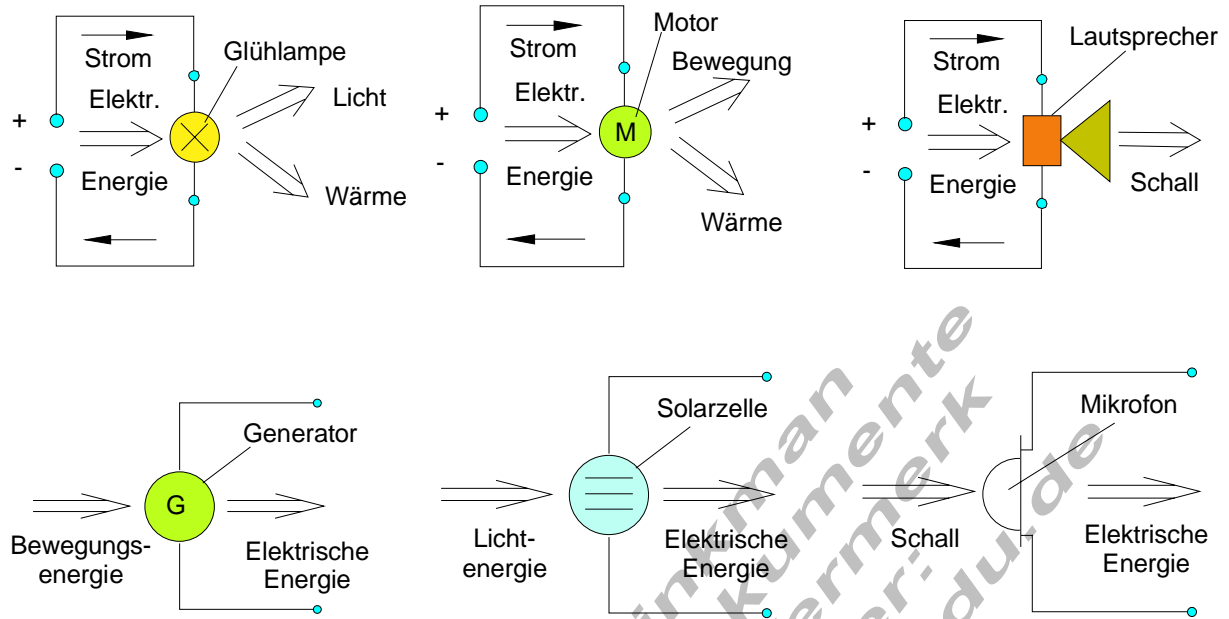 Strom
Glühlampe
Elektr.
Licht
+
-
Energie
Wärme
Motor
Strom
Bewegung
Elektr.
+
M
-
Energie
Wärme
Lautsprecher
Strom
Elektr.
+
-
Energie
Schall
Generator
G
Bewegungs-
energie
Elektrische
Energie
Solarzelle
Licht-
energie
Elektrische
Energie
Mikrofon
Schall
Elektrische
Energie